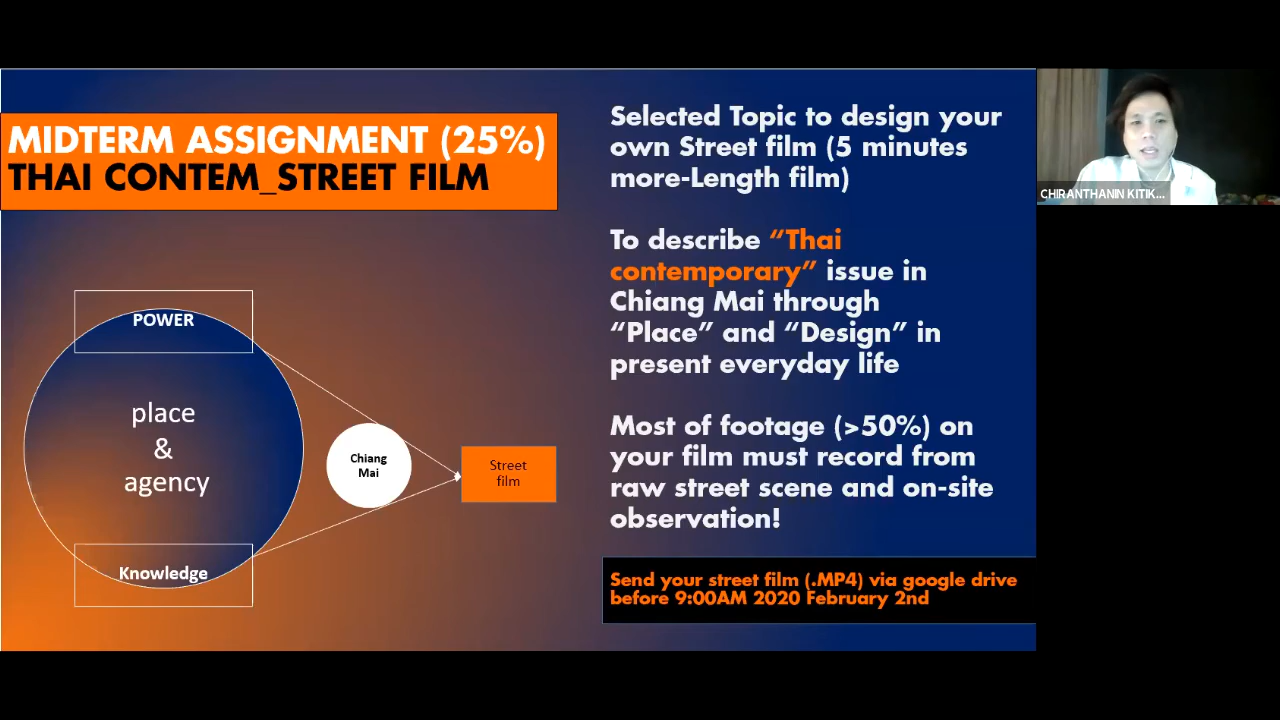 MIDTERM ASSIGNMENT (25%)
THAI CONTEM_STREET FILM
POWER
place
&
agency
Knowledge
Chiang
Mai
Street
film
Selected Topic to design your
own Street film (5 minutes
more-Length film)
To describe “Thai
contemporary” issue in
Chiang Mai through
“Place” and “Design” in
present everyday life
Most of footage (>50%) on
your film must record from
raw street scene and on-site
observation!
Send your street film (.MP4) via google drive
before 9:00AM 2020 February 2nd
CHIRANTHANIN KITIK...